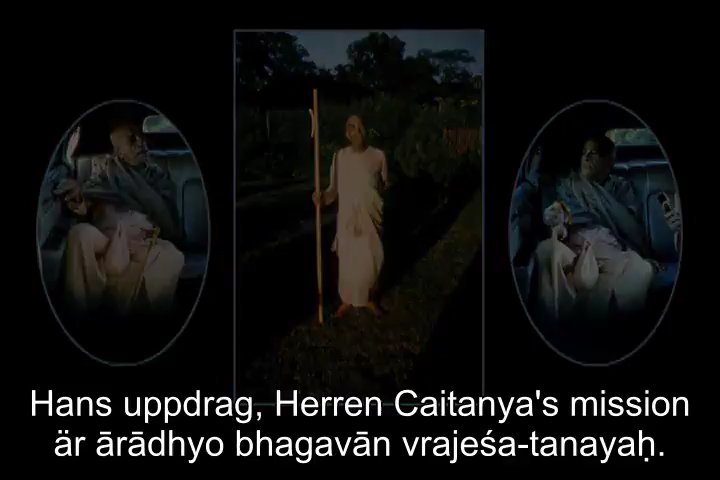 Hans uppdrag, Herren Caitanya's mission
är ārādhyo bhagavān vrajeśa-tanayaḥ.